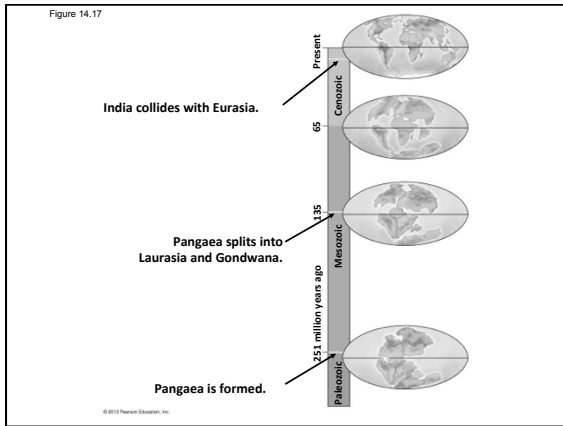 Figure 14.17
Present
India collides with Eurasia.
Cenozoic
65
135
Pangaea splits into
Laurasia and Gondwana.
Mesozoic
251 million years ago
Pangaea is formed.
Paleozoic
© 2013 Pearson Education, Inc.